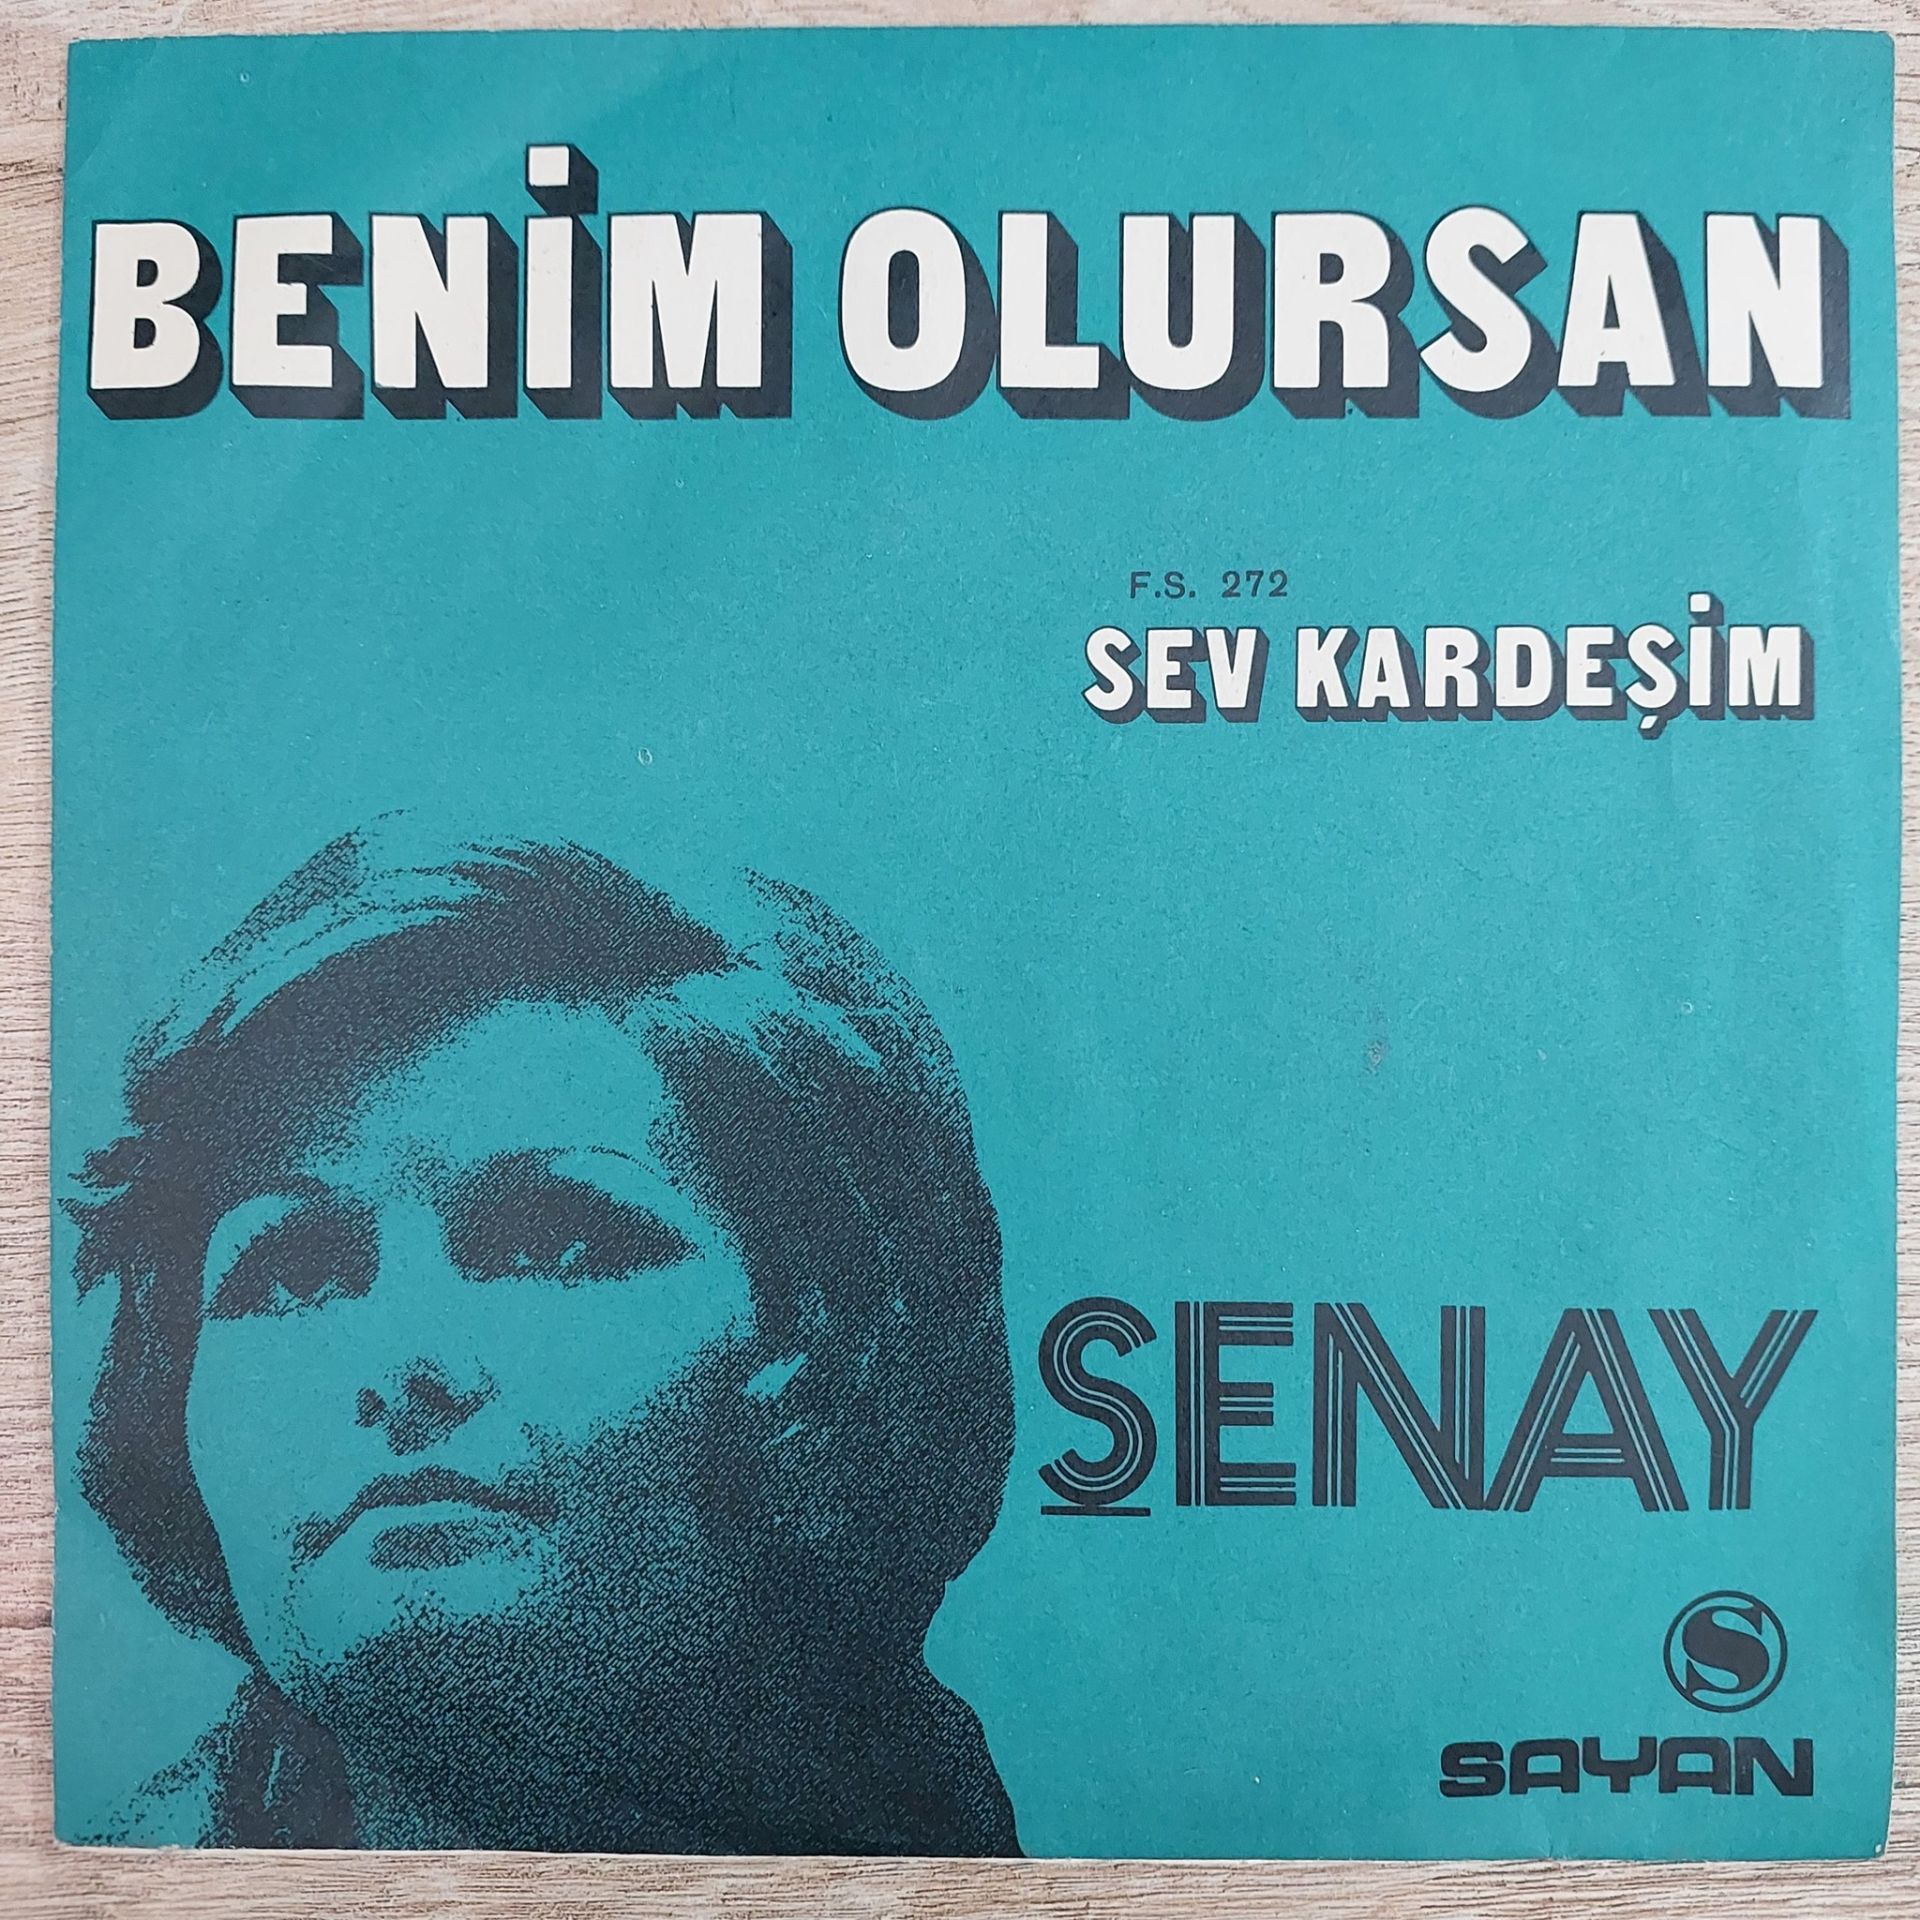 BENİM OLURSAN
F.S. 272
SEV KARDEŞİM
ŞENAY
S
SAYAN